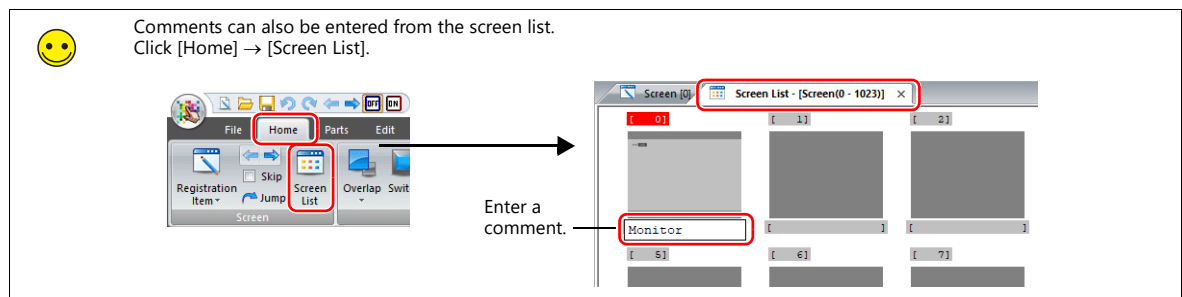 Comments can also be entered from the screen list.
Click [Home] → [Screen List].
OFF ON
File Home Parts Edit
Skip
Jump
Registration
Item
Screen
List
Overlap Swit
Screen
Screen [0] Screen List - [Screen(0 - 1023)] ×
[ 0] [ 1] [ 2]
Enter a
comment.
Monitor [ ] [ ]
[ 5] [ 6] [ 7]